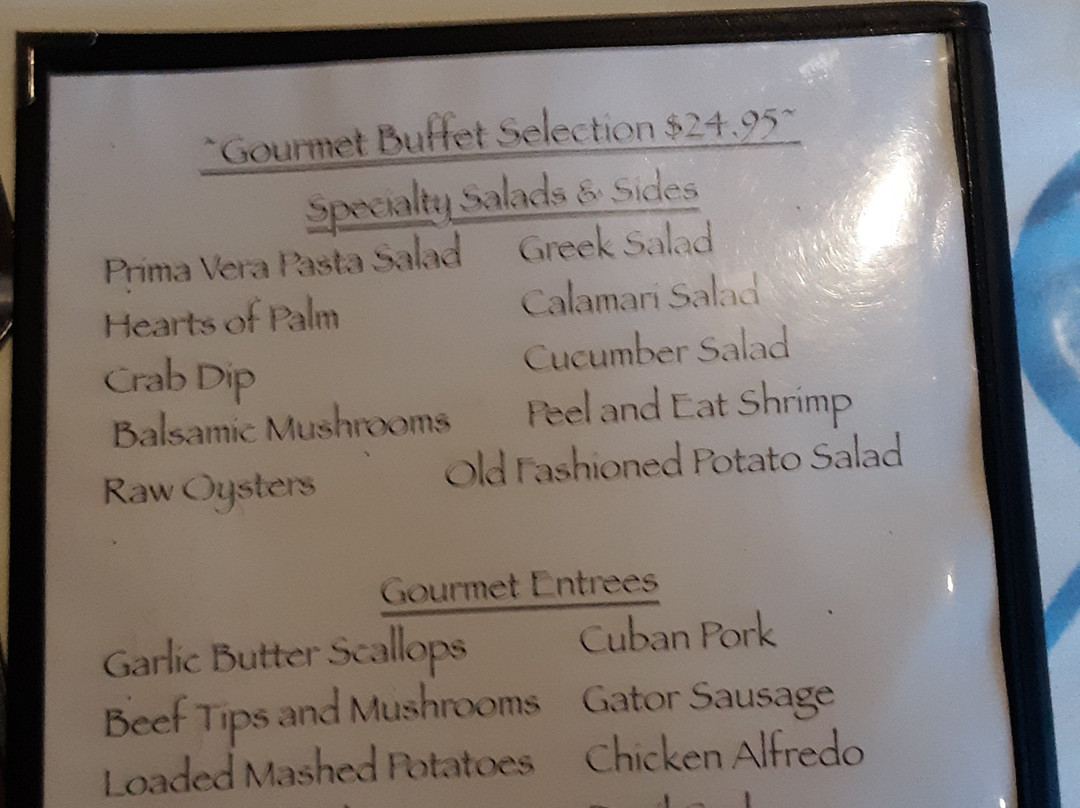 ~Gourmet Buffet Selection $24.95~
Specialty Salads & Sides
Prima Vera Pasta Salad Greek Salad
Hearts of Palm Calamari Salad
Crab Dip Cucumber Salad
Balsamic Mushrooms Peel and Eat Shrimp
Raw Oysters Old Fashioned Potato Salad
Gourmet Entrees
Garlic Butter Scallops Cuban Pork
Beef Tips and Mushrooms Gator Sausage
Loaded Mashed Potatoes Chicken Alfredo